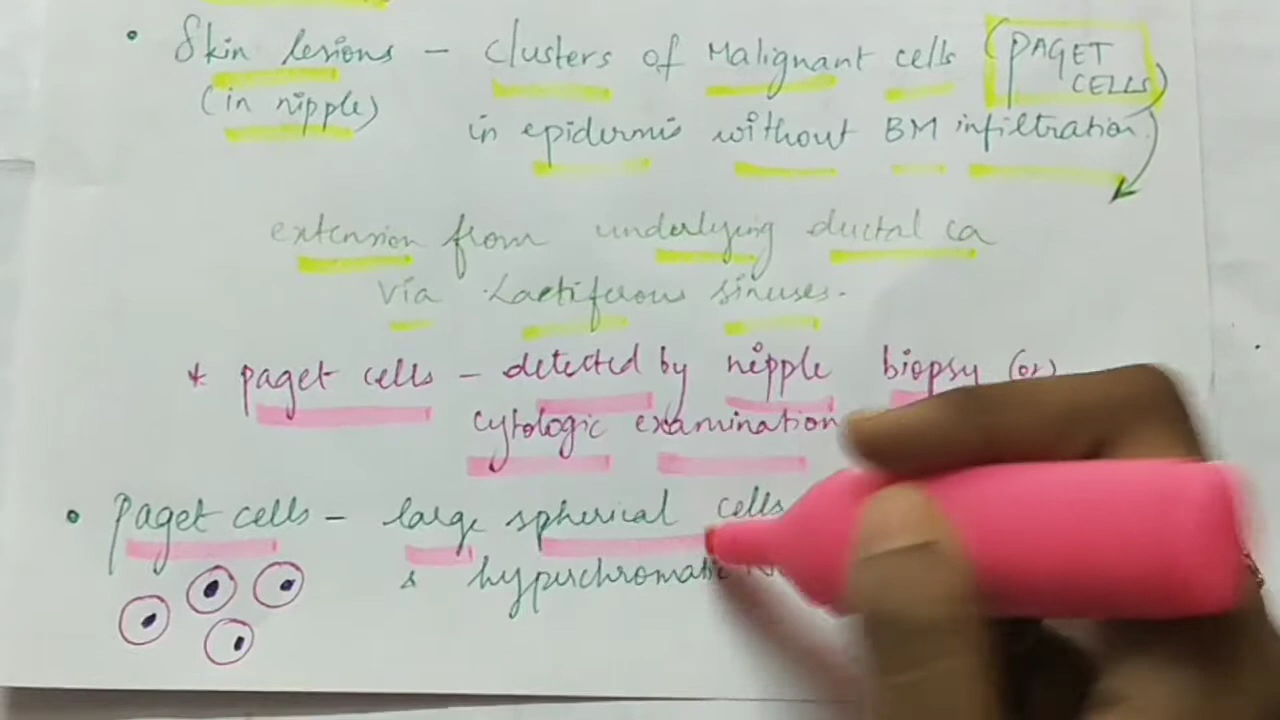 • Skin lesions - Clusters of Malignant cells (PAGET CELLS)
(in nipple) in epidermis without BM infiltration.
extension from underlying ductal ca
via Lactiferous sinuses.
* paget cells - detected by nipple biopsy (or)
cytologic examination
• Paget cells - large spherical cells
& hyperchromatic